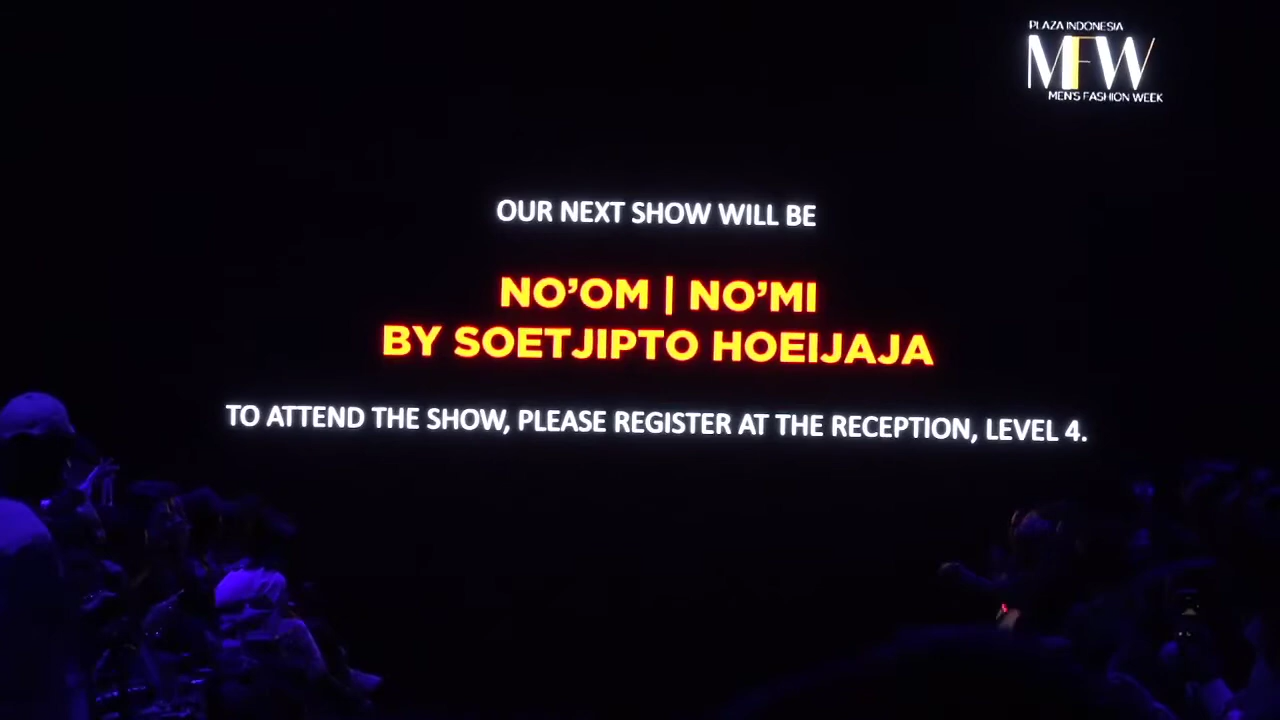 PLAZA INDONESIA
MFW
MEN'S FASHION WEEK
OUR NEXT SHOW WILL BE
NO’OM | NO’MI
BY SOETJIPTO HOEIJAJA
TO ATTEND THE SHOW, PLEASE REGISTER AT THE RECEPTION, LEVEL 4.